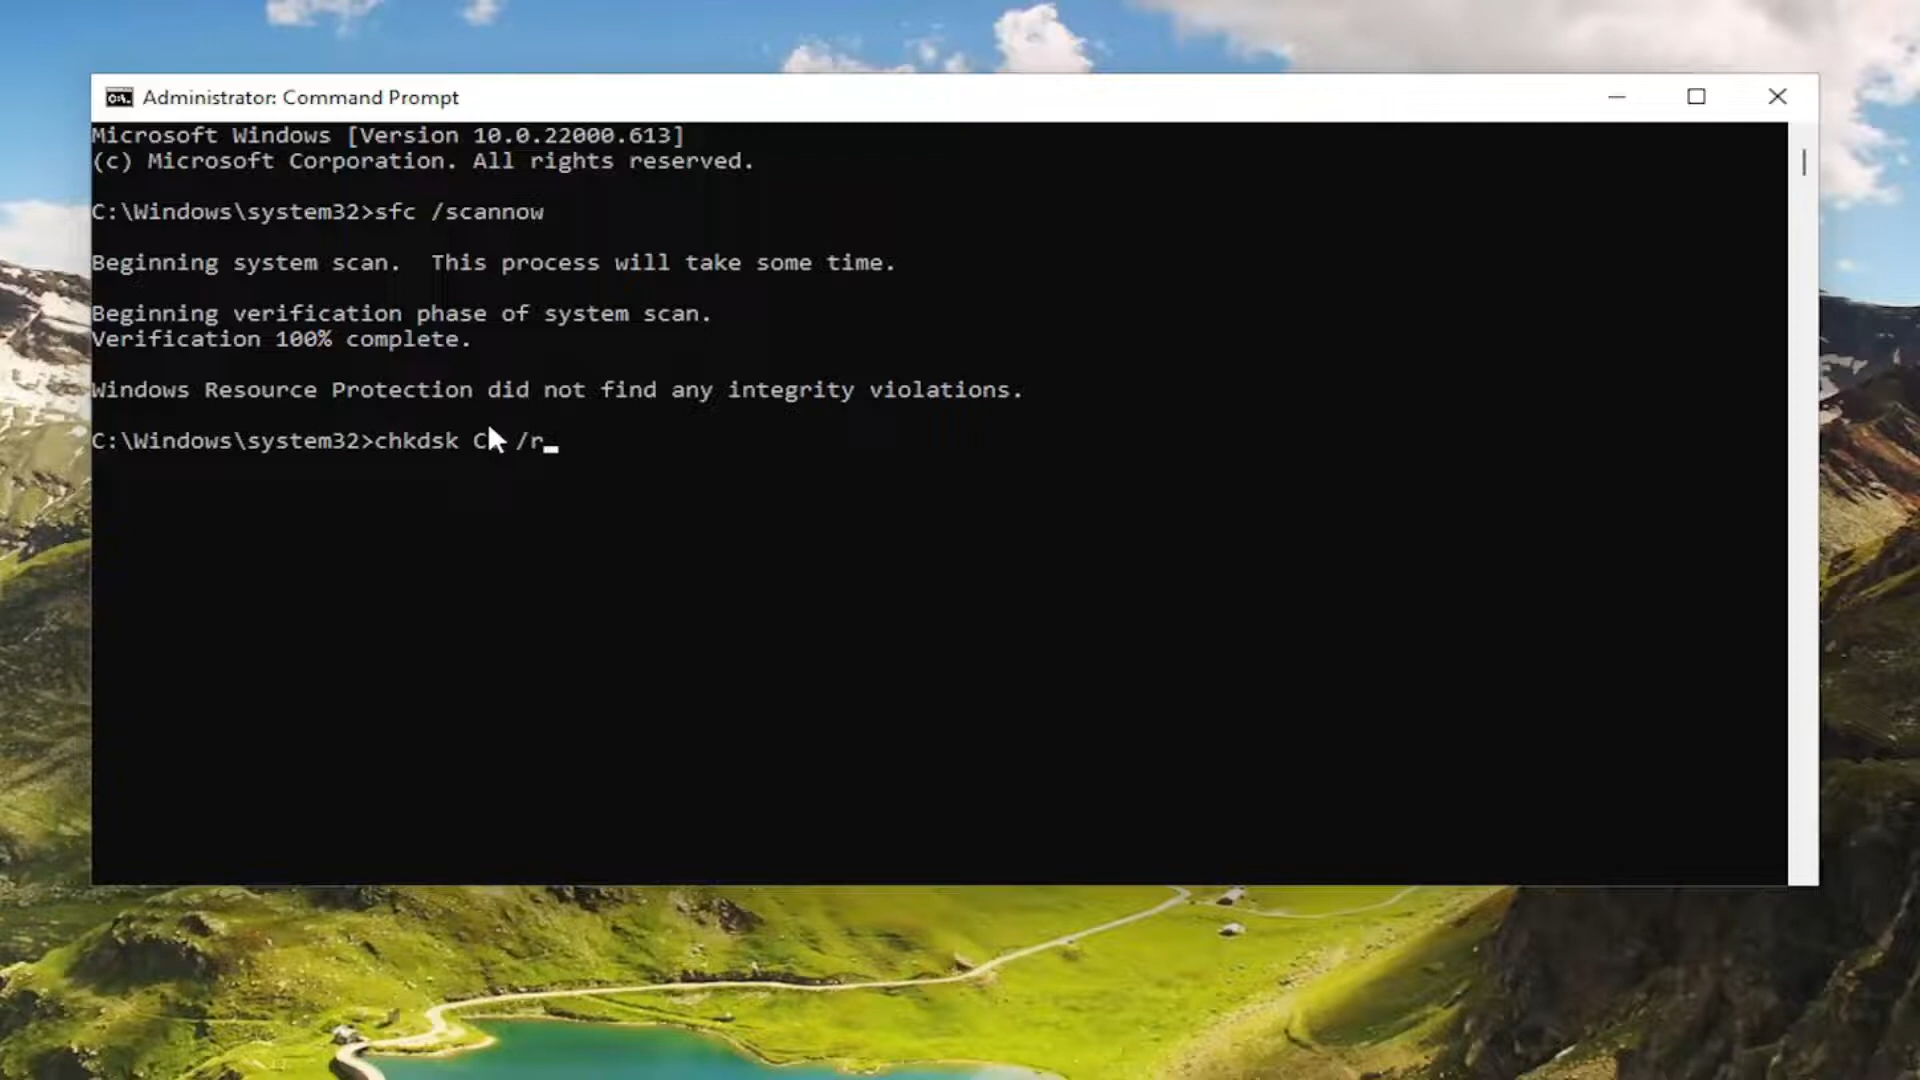 Administrator: Command Prompt
Microsoft Windows [Version 10.0.22000.613]
(c) Microsoft Corporation. All rights reserved.
C:\Windows\system32>sfc /scannow
Beginning system scan.  This process will take some time.
Beginning verification phase of system scan.
Verification 100% complete.
Windows Resource Protection did not find any integrity violations.
C:\Windows\system32>chkdsk C /r_